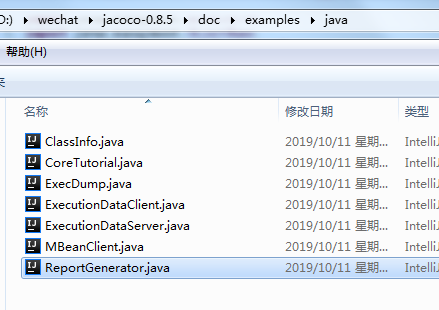 D:) ▸ wechat ▸ jacoco-0.8.5 ▸ doc ▸ examples ▸ java
帮助(H)
名称 修改日期 类型
ClassInfo.java 2019/10/11 星期... IntelliJ
CoreTutorial.java 2019/10/11 星期... IntelliJ
ExecDump.java 2019/10/11 星期... IntelliJ
ExecutionDataClient.java 2019/10/11 星期... IntelliJ
ExecutionDataServer.java 2019/10/11 星期... IntelliJ
MBeanClient.java 2019/10/11 星期... IntelliJ
ReportGenerator.java 2019/10/11 星期... IntelliJ